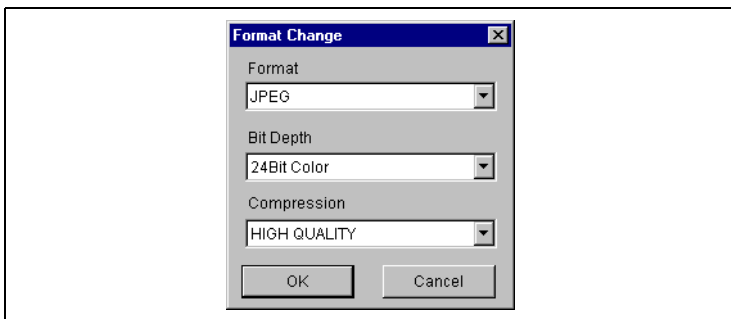 Format Change
Format
JPEG
Bit Depth
24Bit Color
Compression
HIGH QUALITY
OK
Cancel